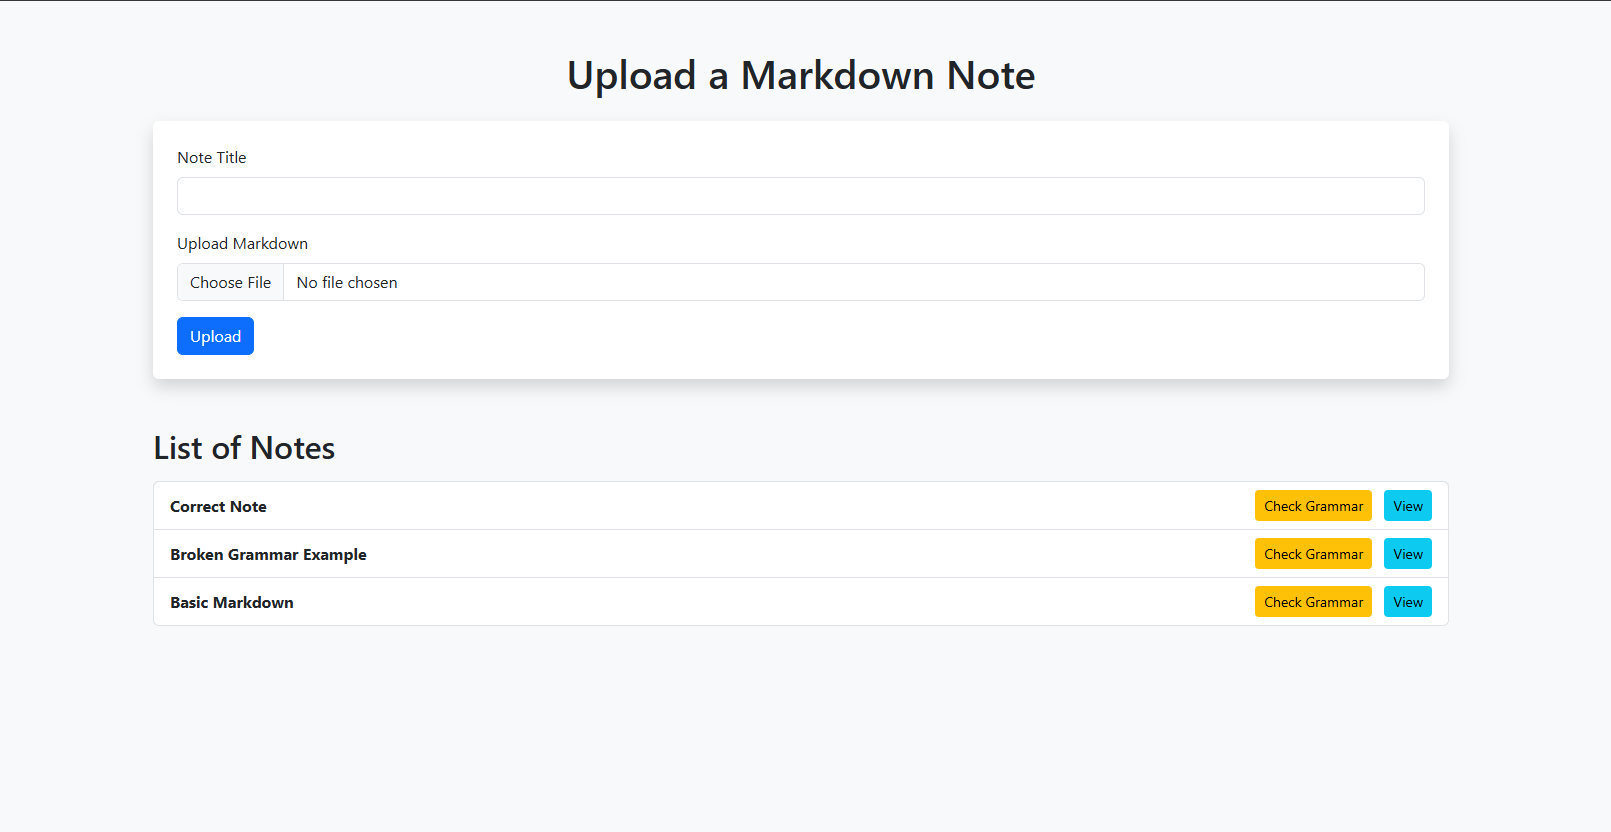 Upload a Markdown Note
Note Title
Upload Markdown
Choose File No file chosen
Upload
List of Notes
Correct Note Check Grammar View
Broken Grammar Example Check Grammar View
Basic Markdown Check Grammar View